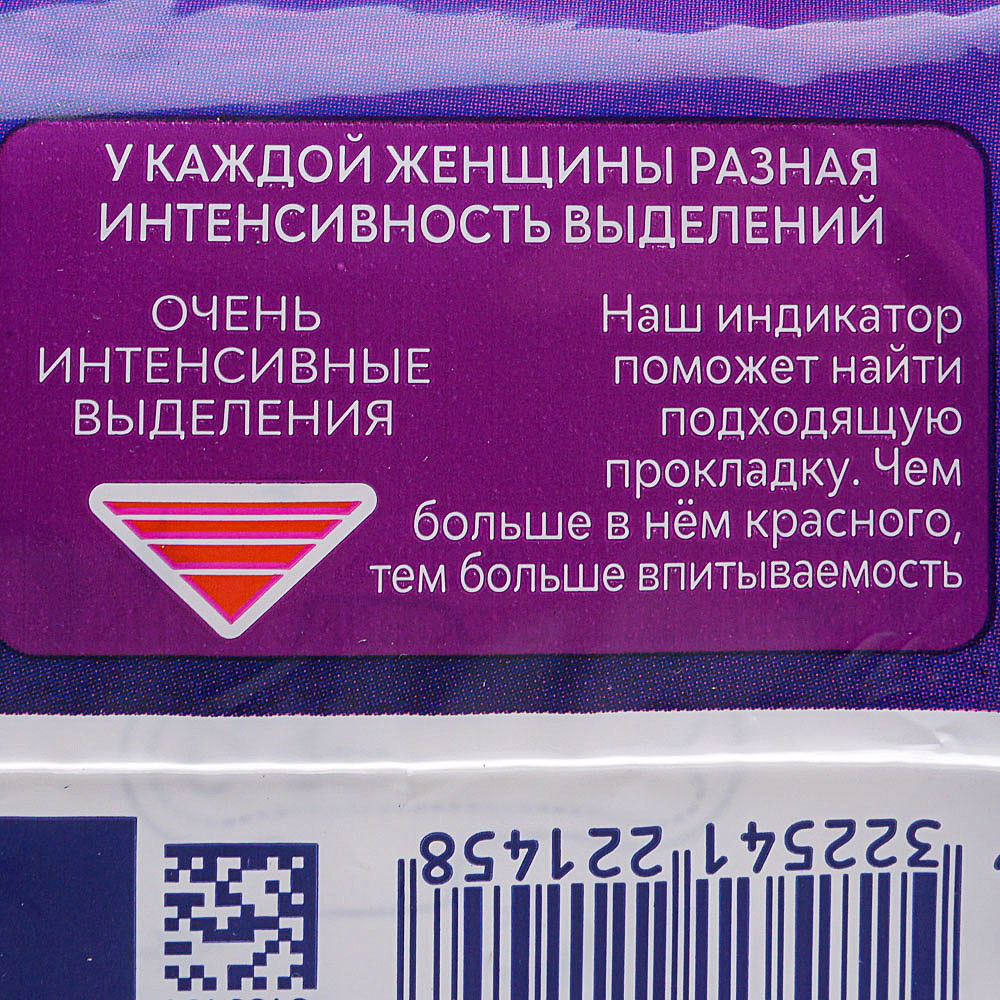 У КАЖДОЙ ЖЕНЩИНЫ РАЗНАЯ
ИНТЕНСИВНОСТЬ ВЫДЕЛЕНИЙ
ОЧЕНЬ
ИНТЕНСИВНЫЕ
ВЫДЕЛЕНИЯ
Наш индикатор
поможет найти
подходящую
прокладку. Чем
больше в нём красного,
тем больше впитываемость
322541 221458